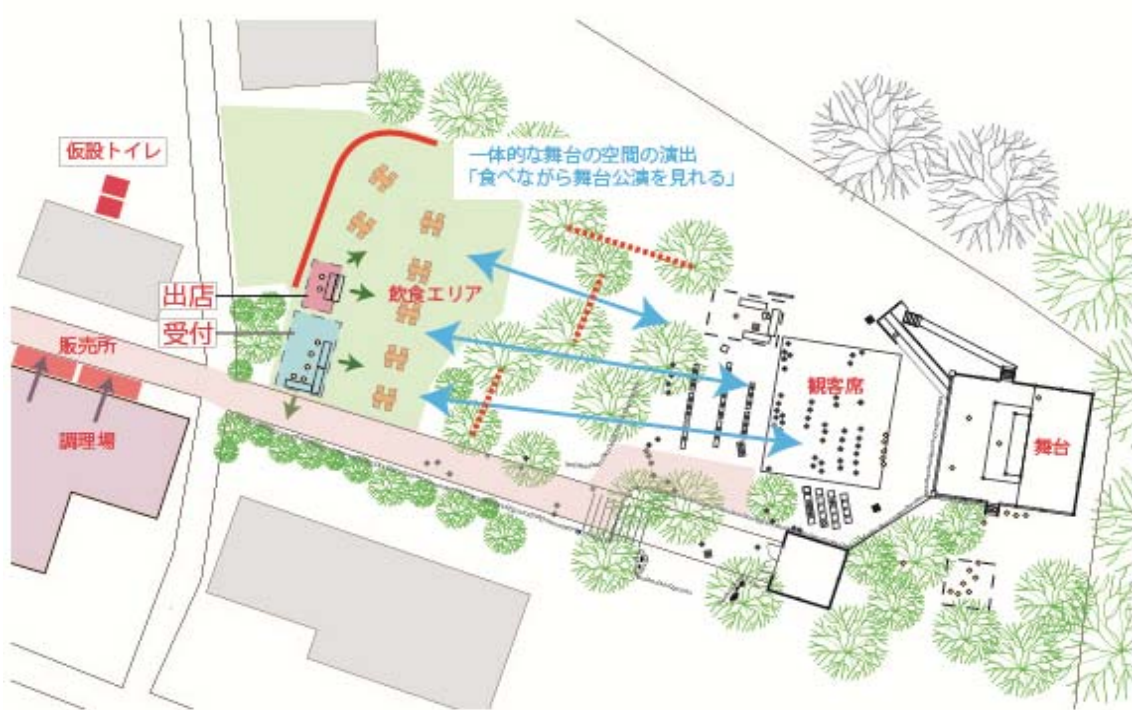 仮設トイレ
一体的な舞台の空間の演出
「食べながら舞台公演を見れる」
出店
受付
飲食エリア
販売所
調理場
観客席
舞台